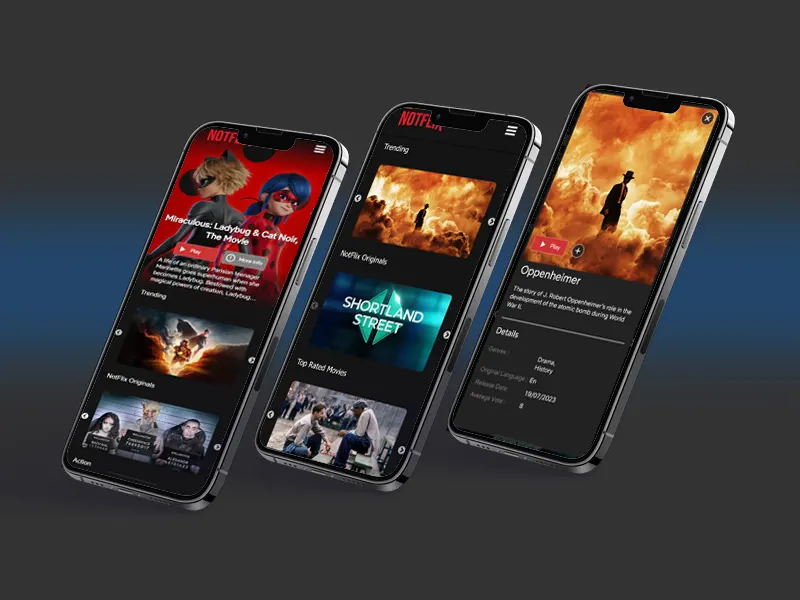 NOTF
Miraculous: Ladybug & Cat Noir,
The Movie
Play
More Info
A life of an ordinary Parisian teenager
Marinette goes superhuman when she
becomes Ladybug. Bestowed with
magical powers of creation, Ladybug...
Trending
NotFlix Originals
Action
NOTFLIX
Trending
NotFlix Originals
SHORTLAND
STREET
Top Rated Movies
Play
Oppenheimer
The story of J. Robert Oppenheimer's role in the
development of the atomic bomb during World
War II.
Details
Genres :
Drama,
History
Original Language : En
Release Date : 19/07/2023
Average Vote : 8